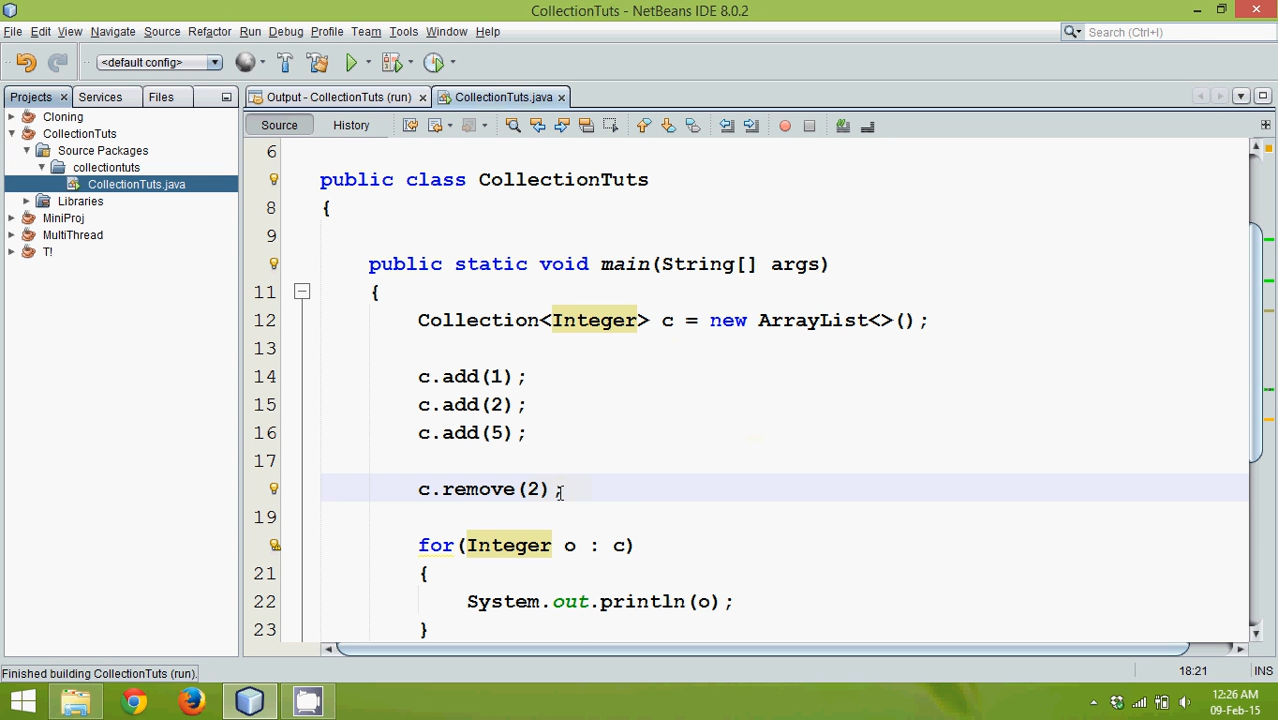 CollectionTuts - NetBeans IDE 8.0.2
File Edit View Navigate Source Refactor Run Debug Profile Team Tools Window Help
Search (Ctrl+I)
<default config>
Projects Services Files
Output - CollectionTuts (run) CollectionTuts.java
Source History
Cloning
CollectionTuts
Source Packages
collectiontuts
CollectionTuts.java
Libraries
MiniProj
MultiThread
T!
6
public class CollectionTuts
8 {
9
public static void main(String[] args)
11 {
12 Collection<Integer> c = new ArrayList<>();
13
14 c.add(1);
15 c.add(2);
16 c.add(5);
17
c.remove(2);
19
for(Integer o : c)
21 {
22 System.out.println(o);
23 }
Finished building CollectionTuts (run).
18:21 INS
12:26 AM
09-Feb-15